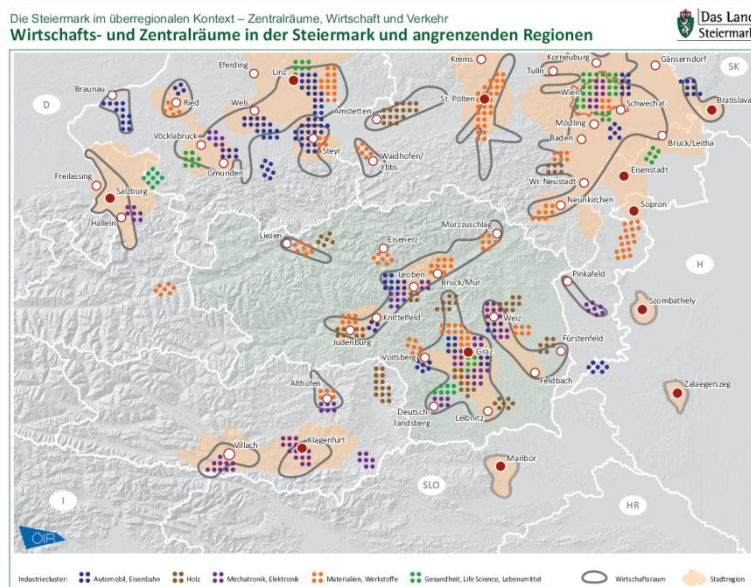 Die Steiermark im überregionalen Kontext – Zentralräume, Wirtschaft und Verkehr
Wirtschafts- und Zentralräume in der Steiermark und angrenzenden Regionen
Das Land
Steiermark
Eferding
Linz
Krems
Korneuburg
Tulln
Gänserndorf
SK
D
Braunau
Ried
Wels
Amstetten
St. Pölten
Wien
Schwechat
Bratislava
Mödling
Baden
Bruck/Leitha
Vöcklabruck
Steyr
Waidhofen/
Ybbs
Gmunden
Freilassing
Salzburg
Hallein
Wr. Neustadt
Eisenstadt
Neunkirchen
Sopron
Liezen
Eisenerz
Mürzzuschlag
H
Leoben
Bruck/Mur
Pinkafeld
Szombathely
Knittelfeld
Judenburg
Weiz
Fürstenfeld
Voitsberg
Graz
Feldbach
Althofen
Deutsch-
landsberg
Leibnitz
Zalaegerszeg
Villach
Klagenfurt
Maribor
I
SLO
HR
ÖIR
Industriecluster:
Automobil, Eisenbahn
Holz
Mechatronik, Elektronik
Materialien, Werkstoffe
Gesundheit, Life Science, Lebensmittel
Wirtschaftsraum
Stadtregion